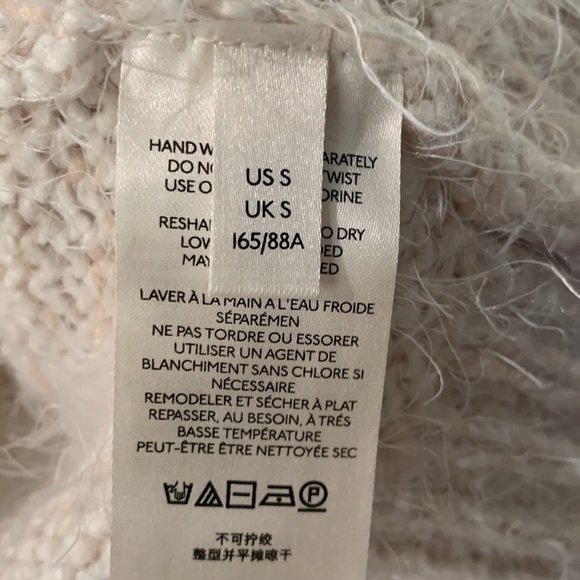 HAND W
ARATELY
DO NO
TWIST
USE O
ORINE
US S
UK S
165/88A
RESHA
O DRY
LOW
DED
MAY
ED
LAVER À LA MAIN A L'EAU FROIDE
SÉPARÉMEN
NE PAS TORDRE OU ESSORER
UTILISER UN AGENT DE
BLANCHIMENT SANS CHLORE SI
NÉCESSAIRE
REMODELER ET SÉCHER À PLAT
REPASSER, AU BESOIN, À TRÉS
BASSE TEMPÉRATURE
PEUT-ÊTRE ÊTRE NETTOYÉE SEC
P
不可拧绞
整型并平摊晾干